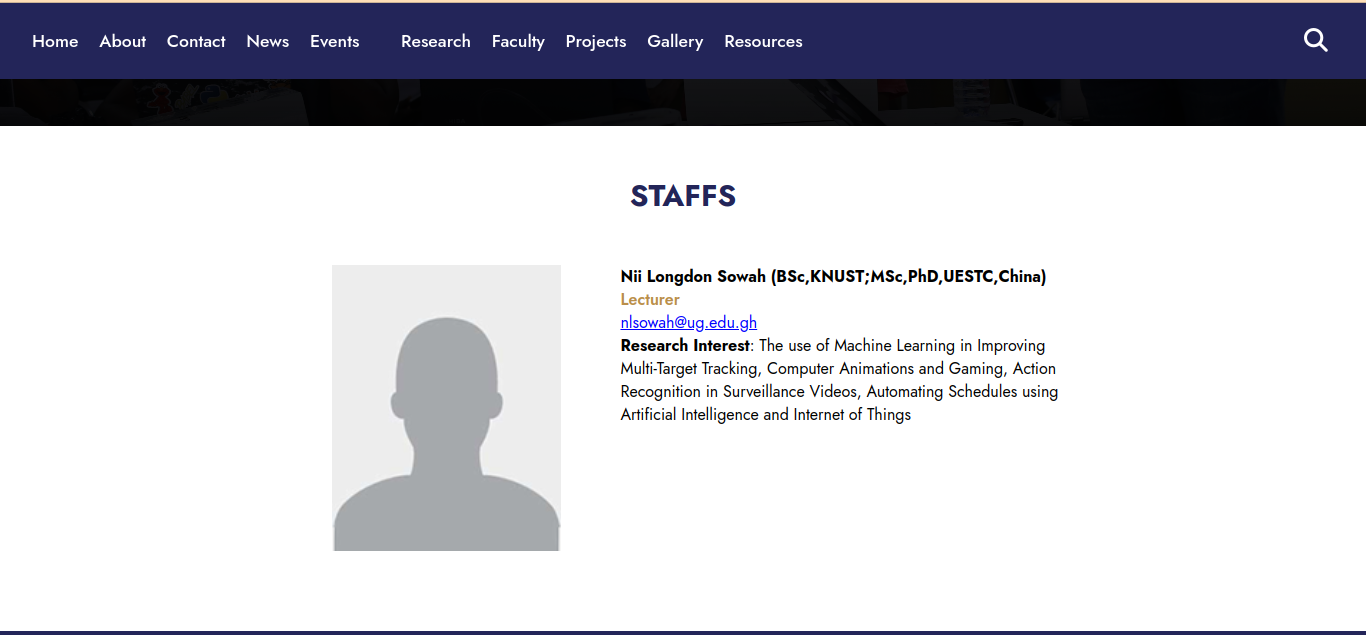 Home About Contact News Events Research Faculty Projects Gallery Resources
STAFFS
Nii Longdon Sowah (BSc,KNUST;MSc,PhD,UESTC,China)
Lecturer
nlsowah@ug.edu.gh
Research Interest: The use of Machine Learning in Improving
Multi-Target Tracking, Computer Animations and Gaming, Action
Recognition in Surveillance Videos, Automating Schedules using
Artificial Intelligence and Internet of Things